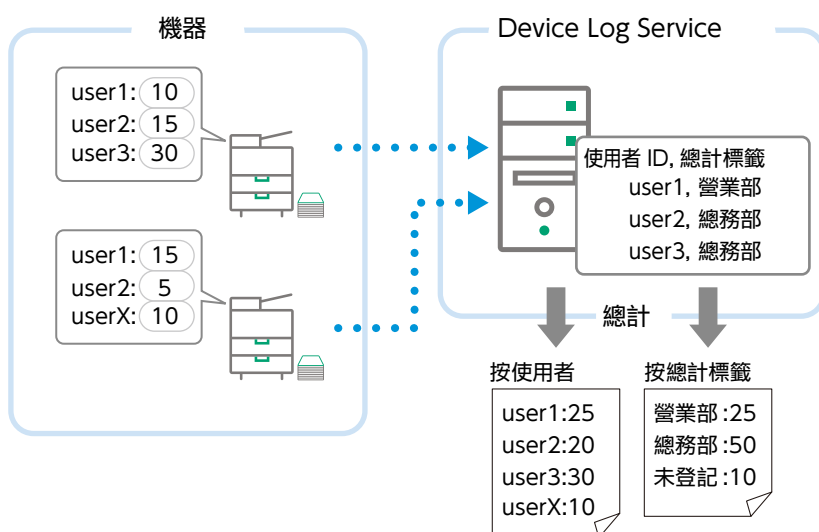 機器
user1: 10
user2: 15
user3: 30
user1: 15
user2: 5
userX: 10
Device Log Service
使用者 ID, 總計標籤
user1, 營業部
user2, 總務部
user3, 總務部
總計
按使用者
user1:25
user2:20
user3:30
userX:10
按總計標籤
營業部:25
總務部:50
未登記:10